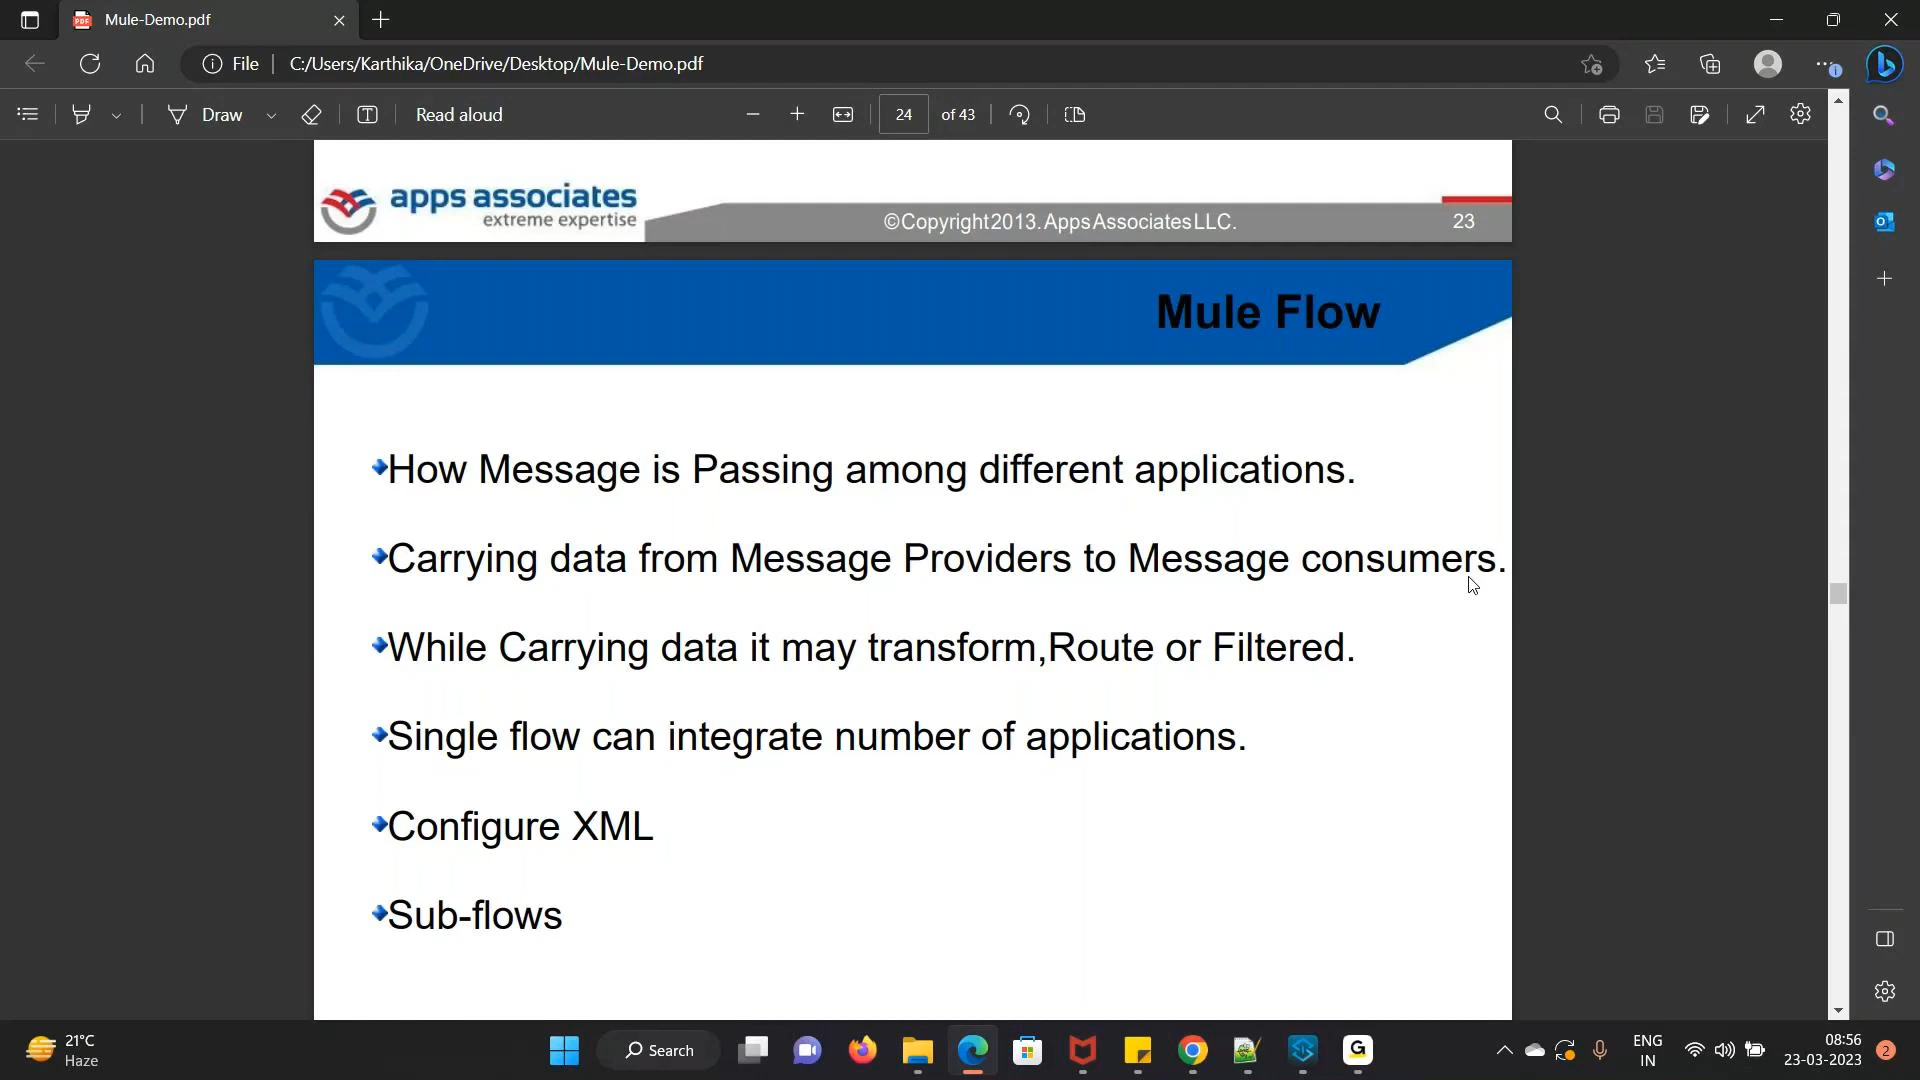 Mule-Demo.pdf
File
C:/Users/Karthika/OneDrive/Desktop/Mule-Demo.pdf
Draw
Read aloud
24 of 43
apps associates
extreme expertise
©Copyright2013.AppsAssociatesLLC.
23
Mule Flow
How Message is Passing among different applications.
Carrying data from Message Providers to Message consumers.
While Carrying data it may transform,Route or Filtered.
Single flow can integrate number of applications.
Configure XML
Sub-flows
21°C
Haze
Search
ENG
IN
08:56
23-03-2023
2